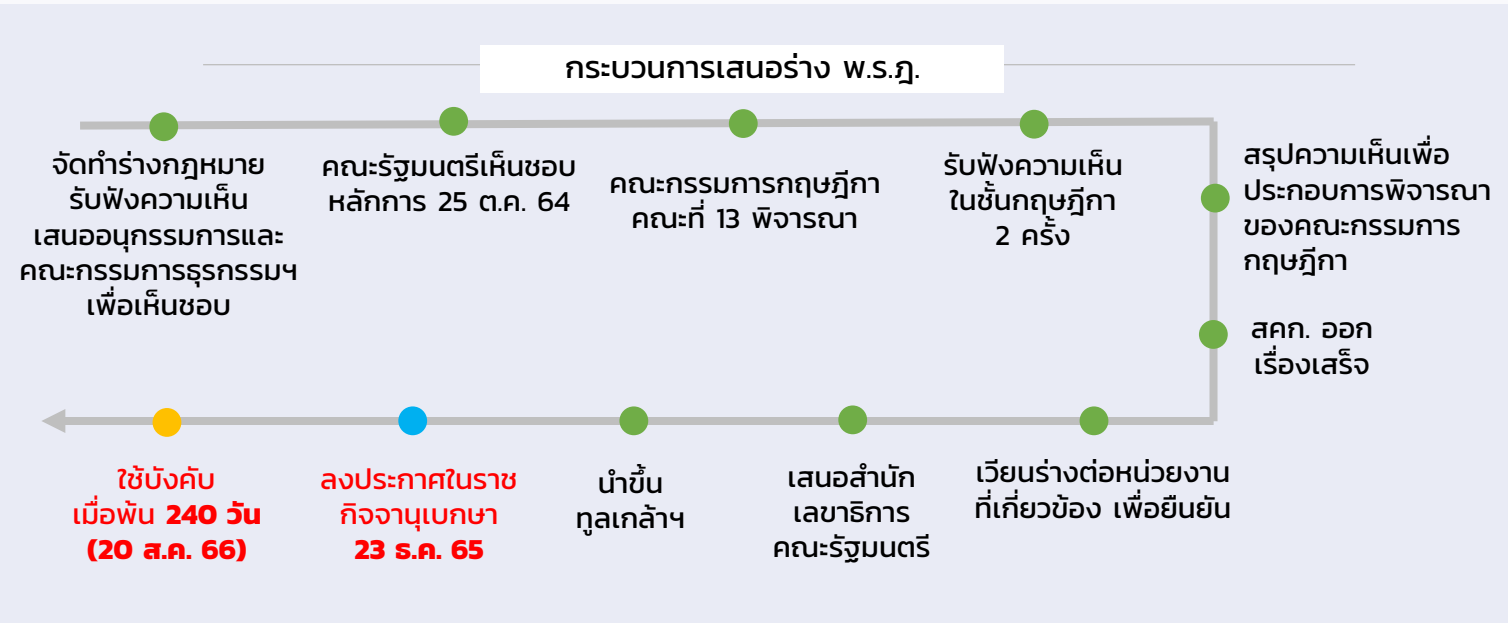 กระบวนการเสนอร่าง พ.ร.ฎ.
จัดทำร่างกฎหมาย
รับฟังความเห็น
เสนออนุกรรมการและ
คณะกรรมการธุรกรรมฯ
เพื่อเห็นชอบ
คณะรัฐมนตรีเห็นชอบ
หลักการ 25 ต.ค. 64
คณะกรรมการกฤษฎีกา
คณะที่ 13 พิจารณา
รับฟังความเห็น
ในชั้นกฤษฎีกา
2 ครั้ง
สรุปความเห็นเพื่อ
ประกอบการพิจารณา
ของคณะกรรมการ
กฤษฎีกา
สคก. ออก
เรื่องเสร็จ
เวียนร่างต่อหน่วยงาน
ที่เกี่ยวข้อง เพื่อยืนยัน
เสนอสำนัก
เลขาธิการ
คณะรัฐมนตรี
นำขึ้น
ทูลเกล้าฯ
ลงประกาศในราช
กิจจานุเบกษา
23 ธ.ค. 65
ใช้บังคับ
เมื่อพ้น 240 วัน
(20 ส.ค. 66)